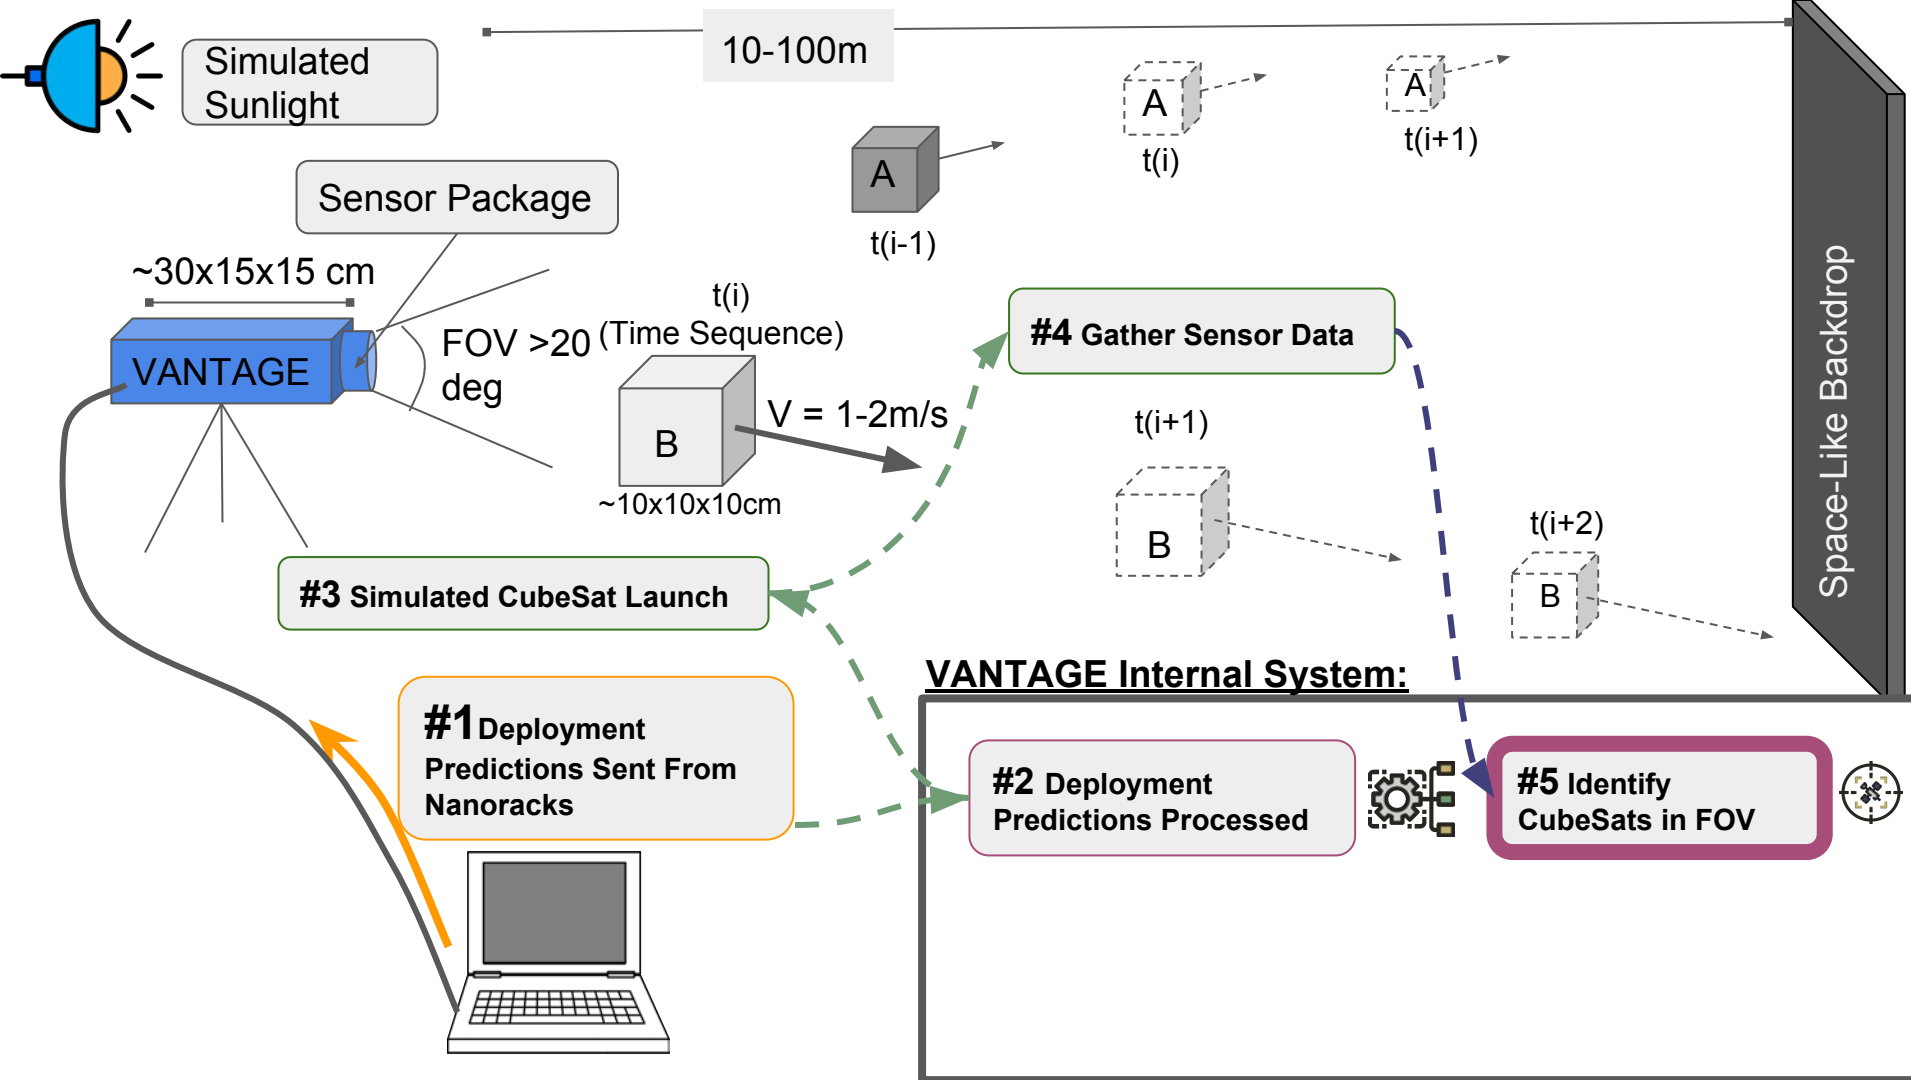 Simulated
Sunlight
10-100m
A
t(i-1)
A
t(i)
A
t(i+1)
Sensor Package
~30x15x15 cm
VANTAGE
FOV >20
deg
t(i)
(Time Sequence)
B
V = 1-2m/s
~10x10x10cm
#4 Gather Sensor Data
t(i+1)
B
t(i+2)
B
Space-Like Backdrop
#3 Simulated CubeSat Launch
#1 Deployment
Predictions Sent From
Nanoracks
VANTAGE Internal System:
#2 Deployment
Predictions Processed
#5 Identify
CubeSats in FOV